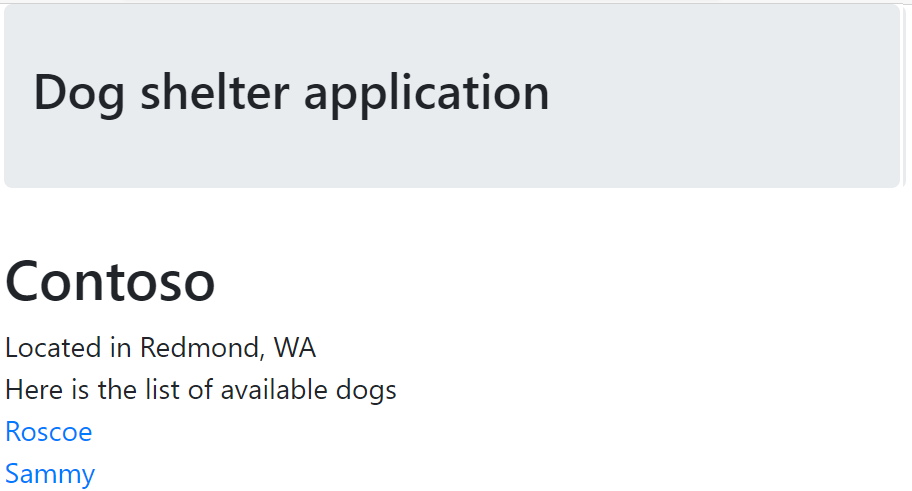 Dog shelter application
Contoso
Located in Redmond, WA
Here is the list of available dogs
Roscoe
Sammy